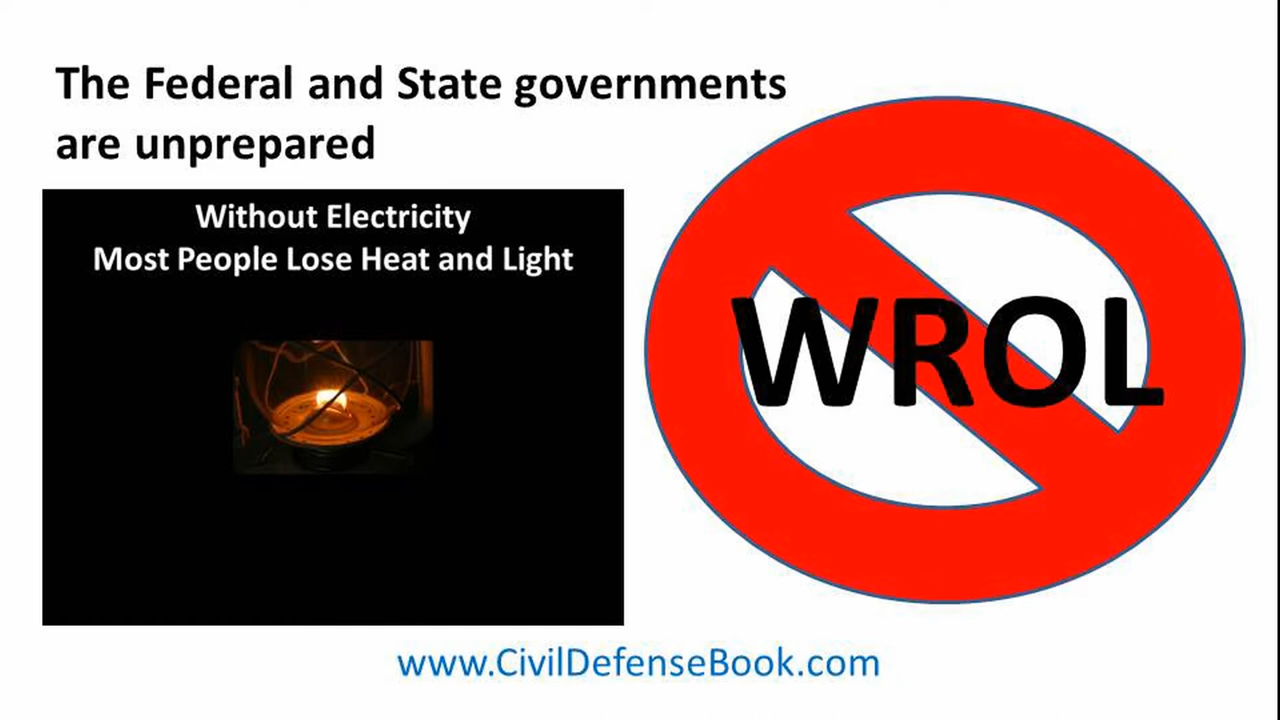 The Federal and State governments
are unprepared
Without Electricity
Most People Lose Heat and Light
WROL
www.CivilDefenseBook.com